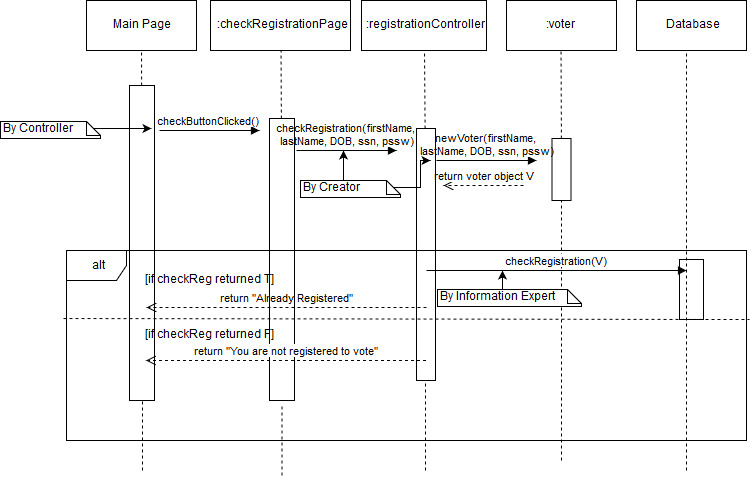 Main Page
:checkRegistrationPage
:registrationController
:voter
Database
By Controller
checkButtonClicked()
checkRegistration(firstName,
lastName, DOB, ssn, pssw)
newVoter(firstName,
lastName, DOB, ssn, pssw)
By Creator
return voter object V
alt
checkRegistration(V)
[if checkReg returned T]
By Information Expert
return "Already Registered"
[if checkReg returned F]
return "You are not registered to vote"